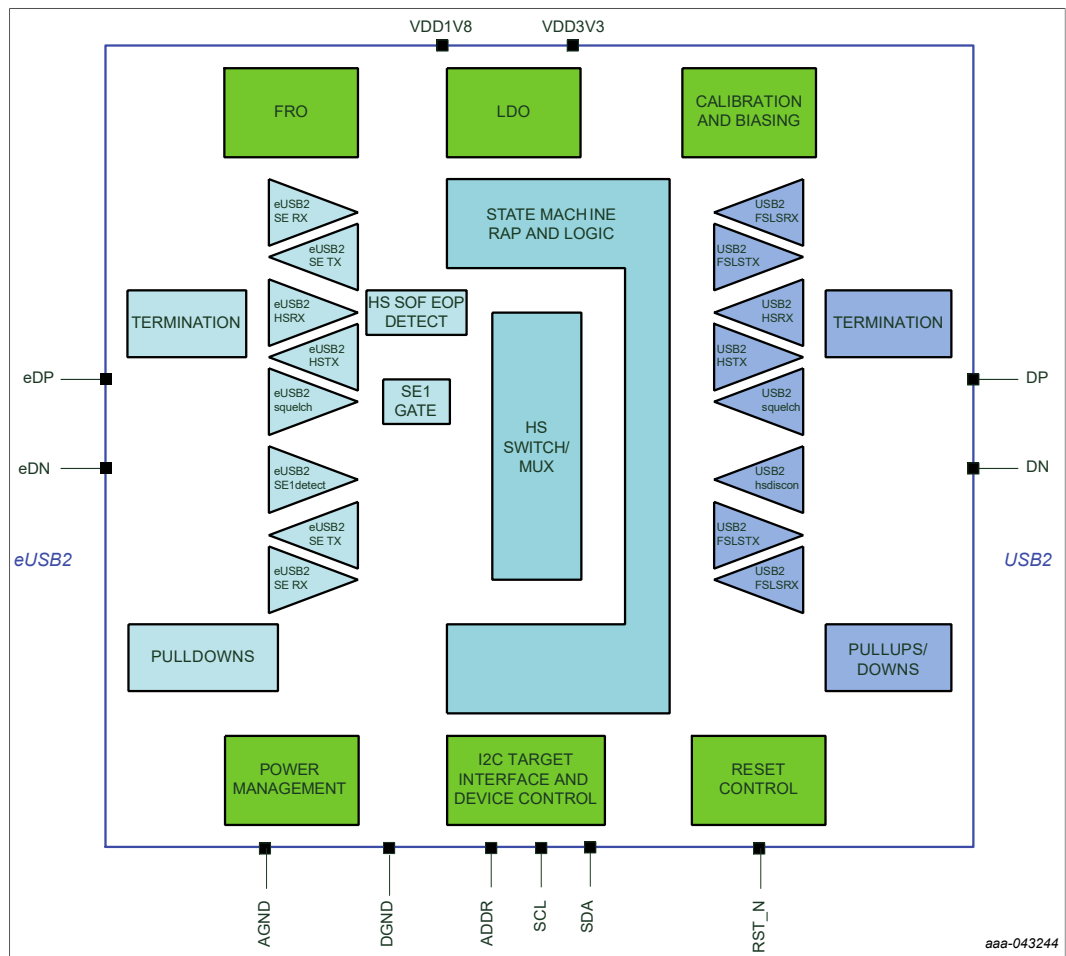 VDD1V8
VDD3V3
FRO
LDO
CALIBRATION
AND BIASING
eUSB2
SE RX
eUSB2
SE TX
eUSB2
HSRX
eUSB2
HSTX
eUSB2
squelch
eUSB2
SE1detect
eUSB2
SE TX
eUSB2
SE RX
TERMINATION
HS SOF EOP
DETECT
SE1
GATE
STATE MACHINE
RAP AND LOGIC
HS
SWITCH/
MUX
USB2
FSLSRX
USB2
FSLSTX
USB2
HSRX
USB2
HSTX
USB2
squelch
USB2
hsdiscon
USB2
FSLSTX
USB2
FSLSRX
TERMINATION
eDP
eDN
eUSB2
DP
DN
USB2
PULLDOWNS
PULLUPS/
DOWNS
POWER
MANAGEMENT
I2C TARGET
INTERFACE AND
DEVICE CONTROL
RESET
CONTROL
AGND
DGND
ADDR
SCL
SDA
RST_N
aaa-043244